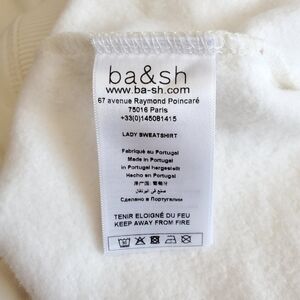 ba&sh
www.ba-sh.com
67 avenue Raymond Poincaré
75016 Paris
+33(0)145081415
LADY SWEATSHIRT
Fabriqué au Portugal
Made in Portugal
In Portugal hergestellt
Hecho en Portugal
صنع في البرتغال
Сделано в Португалии
TENIR ELOIGNÉ DU FEU
KEEP AWAY FROM FIRE